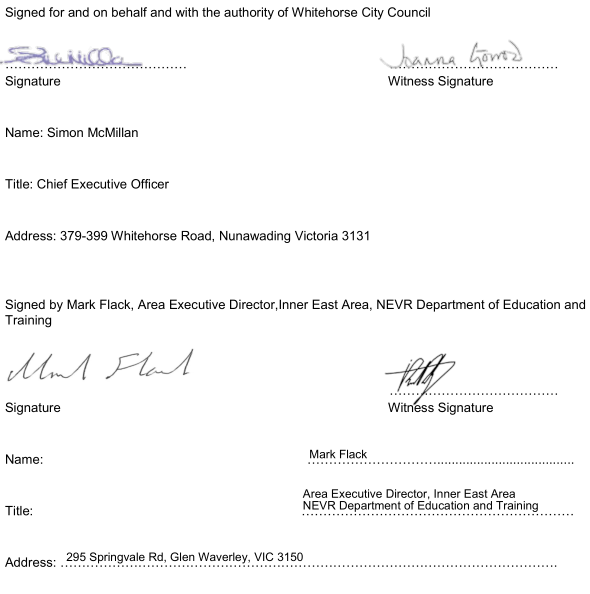 Signed for and on behalf and with the authority of Whitehorse City Council
Joanna Gomes
Signature Witness Signature
Name: Simon McMillan
Title: Chief Executive Officer
Address: 379-399 Whitehorse Road, Nunawading Victoria 3131
Signed by Mark Flack, Area Executive Director,Inner East Area, NEVR Department of Education and
Training
Mark Flack
Signature Witness Signature
Name: Mark Flack
Area Executive Director, Inner East Area
Title: NEVR Department of Education and Training
Address: 295 Springvale Rd, Glen Waverley, VIC 3150